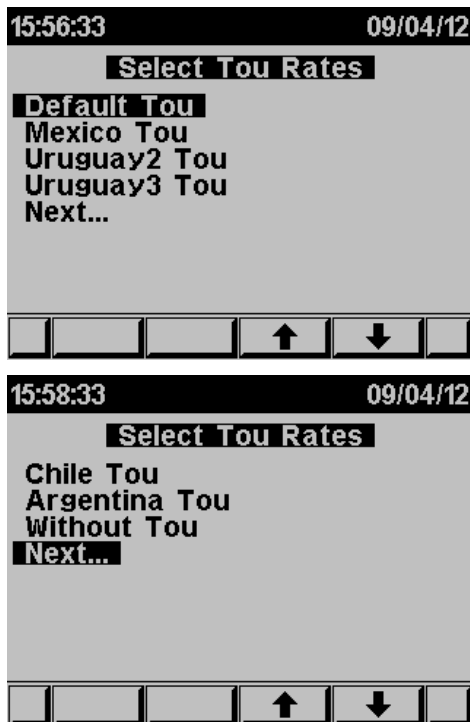 15:56:33 09/04/12
Select Tou Rates
Default Tou
Mexico Tou
Uruguay2 Tou
Uruguay3 Tou
Next...
15:58:33 09/04/12
Select Tou Rates
Chile Tou
Argentina Tou
Without Tou
Next...